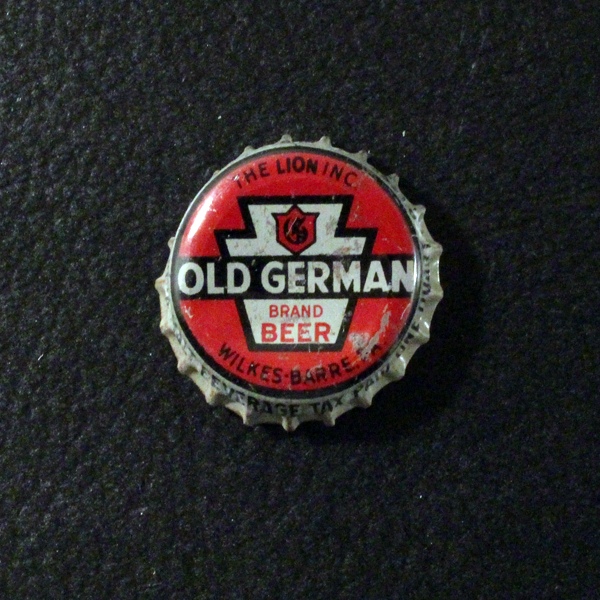 THE LION INC.
OLD GERMAN
BRAND
BEER
WILKES-BARRE,
BEVERAGE TAX PAID